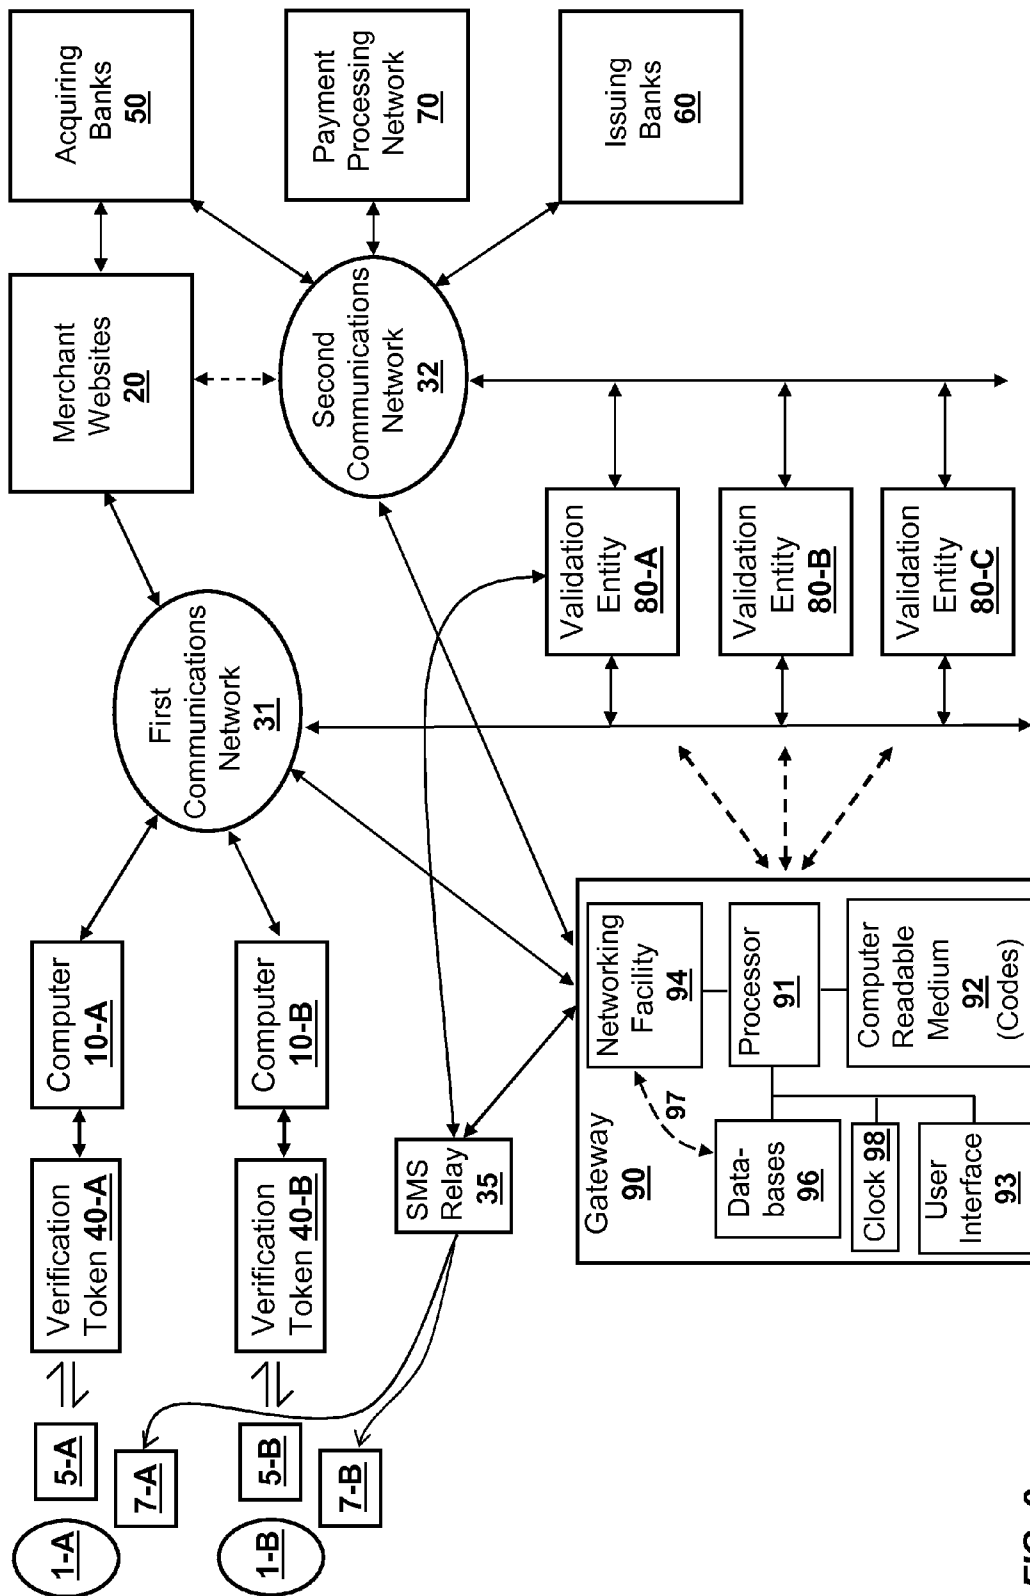 1-A
5-A
7-A
Verification
Token 40-A
Computer
10-A
1-B
5-B
7-B
Verification
Token 40-B
Computer
10-B
First
Communications
Network
31
Merchant
Websites
20
Acquiring
Banks
50
Second
Communications
Network
32
Payment
Processing
Network
70
Issuing
Banks
60
SMS
Relay
35
Validation
Entity
80-A
Validation
Entity
80-B
Validation
Entity
80-C
Gateway
90
97
Networking
Facility
94
Data-
bases
96
Processor
91
Clock 98
User
Interface
93
Computer
Readable
Medium
92
(Codes)
FIG.